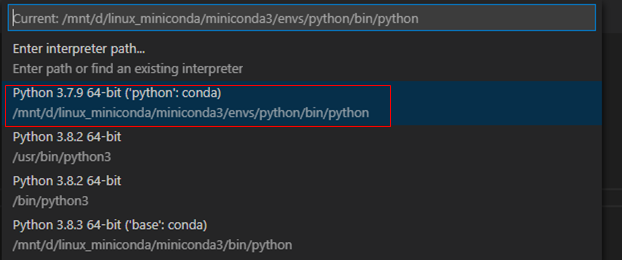 Current: /mnt/d/linux_miniconda/miniconda3/envs/python/bin/python
Enter interpreter path...
Enter path or find an existing interpreter
Python 3.7.9 64-bit ('python': conda)
/mnt/d/linux_miniconda/miniconda3/envs/python/bin/python
Python 3.8.2 64-bit
/usr/bin/python3
Python 3.8.2 64-bit
/bin/python3
Python 3.8.3 64-bit ('base': conda)
/mnt/d/linux_miniconda/miniconda3/bin/python